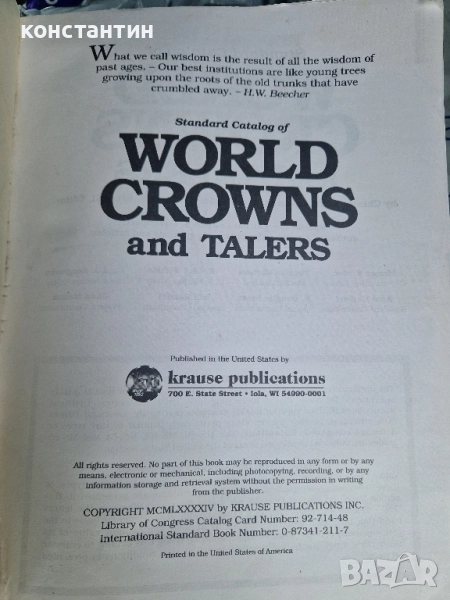 КОНСТАНТИН
What we call wisdom is the result of all the wisdom of
past ages. – Our best institutions are like young trees
growing upon the roots of the old trunks that have
crumbled away. - H.W. Beecher
Standard Catalog of
WORLD
CROWNS
and TALERS
Published in the United States by
krause publications
700 E. State Street • Iola, WI 54990-0001
All rights reserved. No part of this book may be reproduced in any form or by any
means, electronic or mechanical, including photocopying, recording, or by any
information storage and retrieval system without the permission in writing
from the publisher.
COPYRIGHT MCMLXXXXIV by KRAUSE PUBLICATIONS INC.
Library of Congress Catalog Card Number: 92-714-48
International Standard Book Number: 0-87341-211-7
Printed in the United States of America
BAZAR